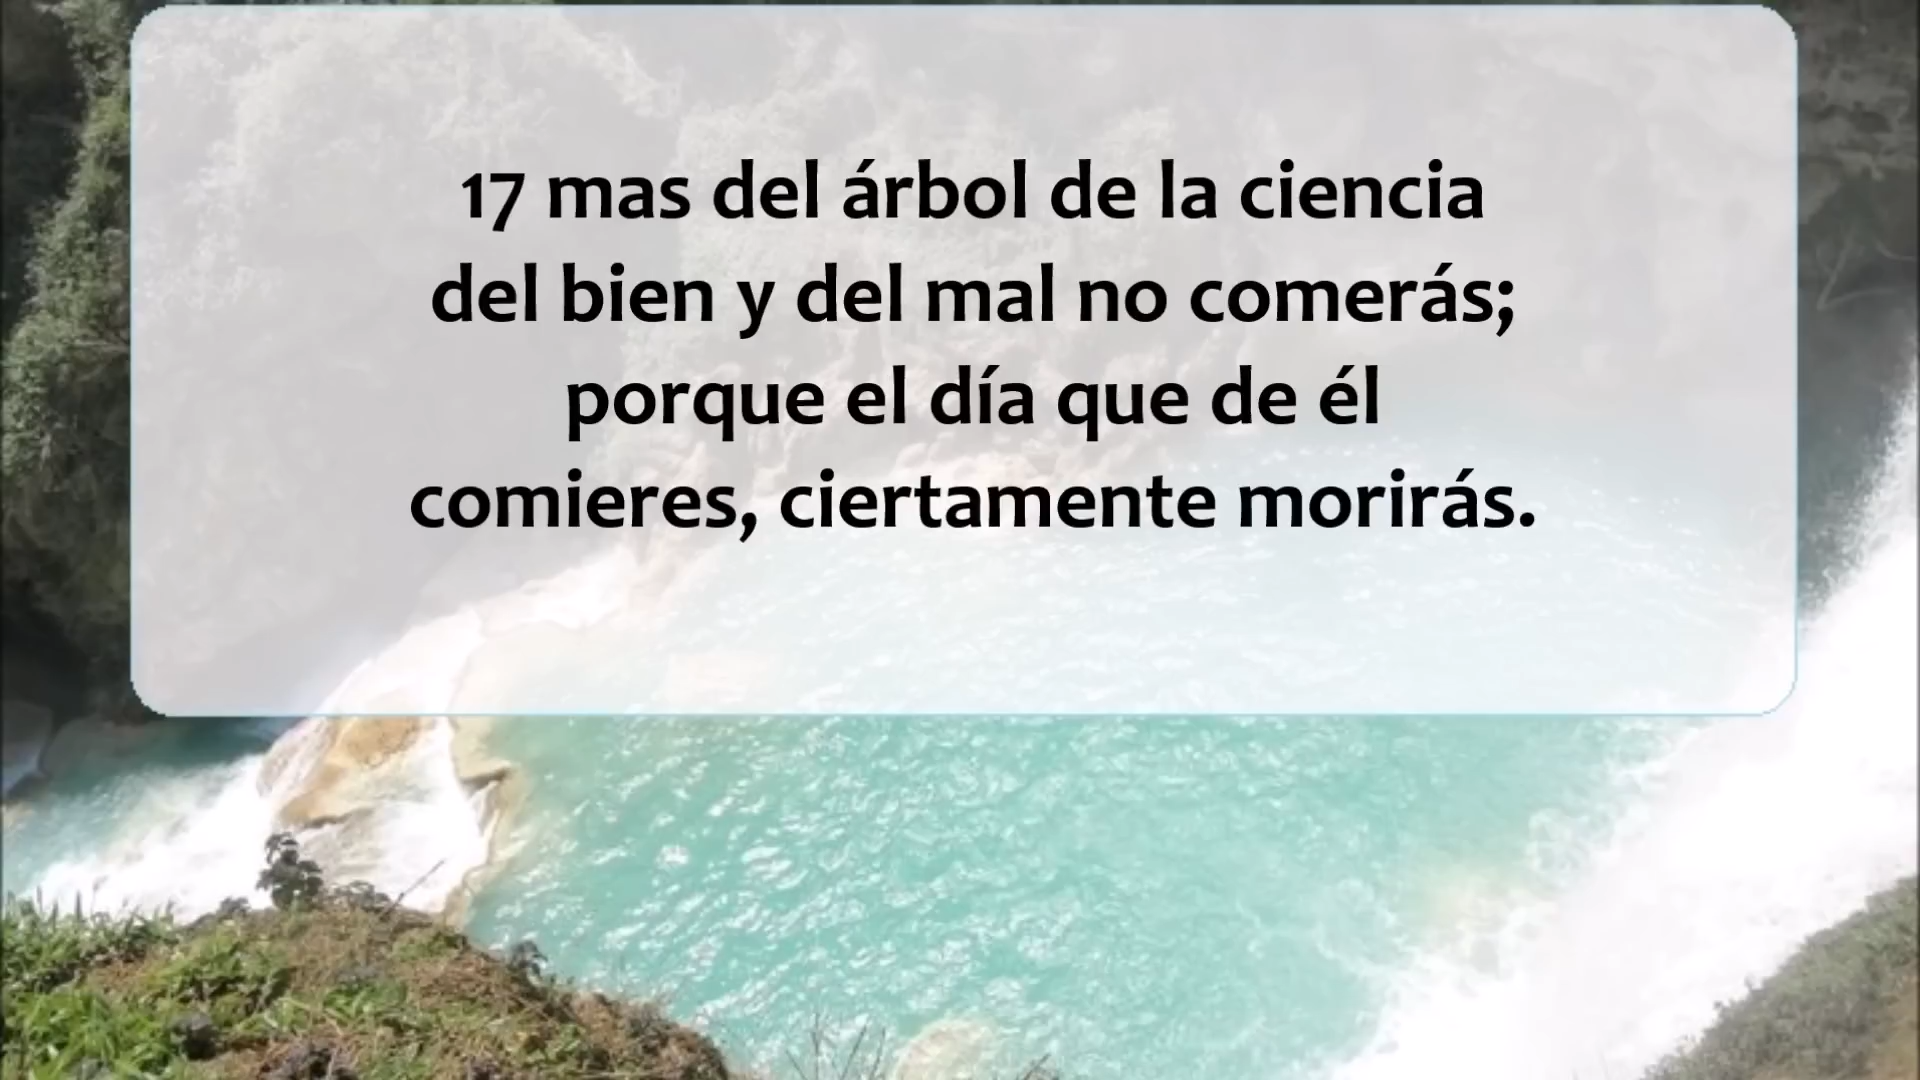 17 mas del árbol de la ciencia
del bien y del mal no comerás;
porque el día que de él
comieres, ciertamente morirás.